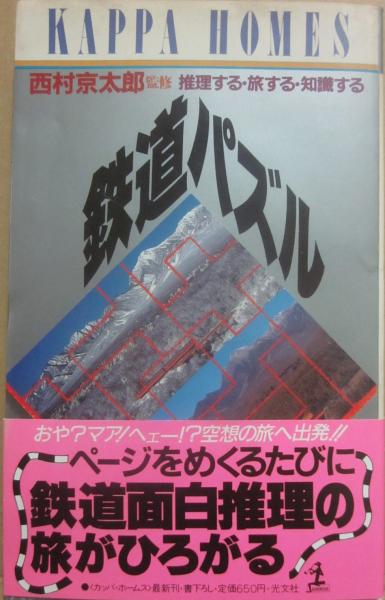 KAPPA HOMES
西村京太郎監修 推理する・旅する・知識する
鉄道パズル
おや?マア!ヘェー!?空想の旅へ出発!!
ページをめくるたびに
鉄道面白推理の
旅がひろがる
●〈カッパ・ホームス〉最新刊・書下ろし・定価650円・光文社